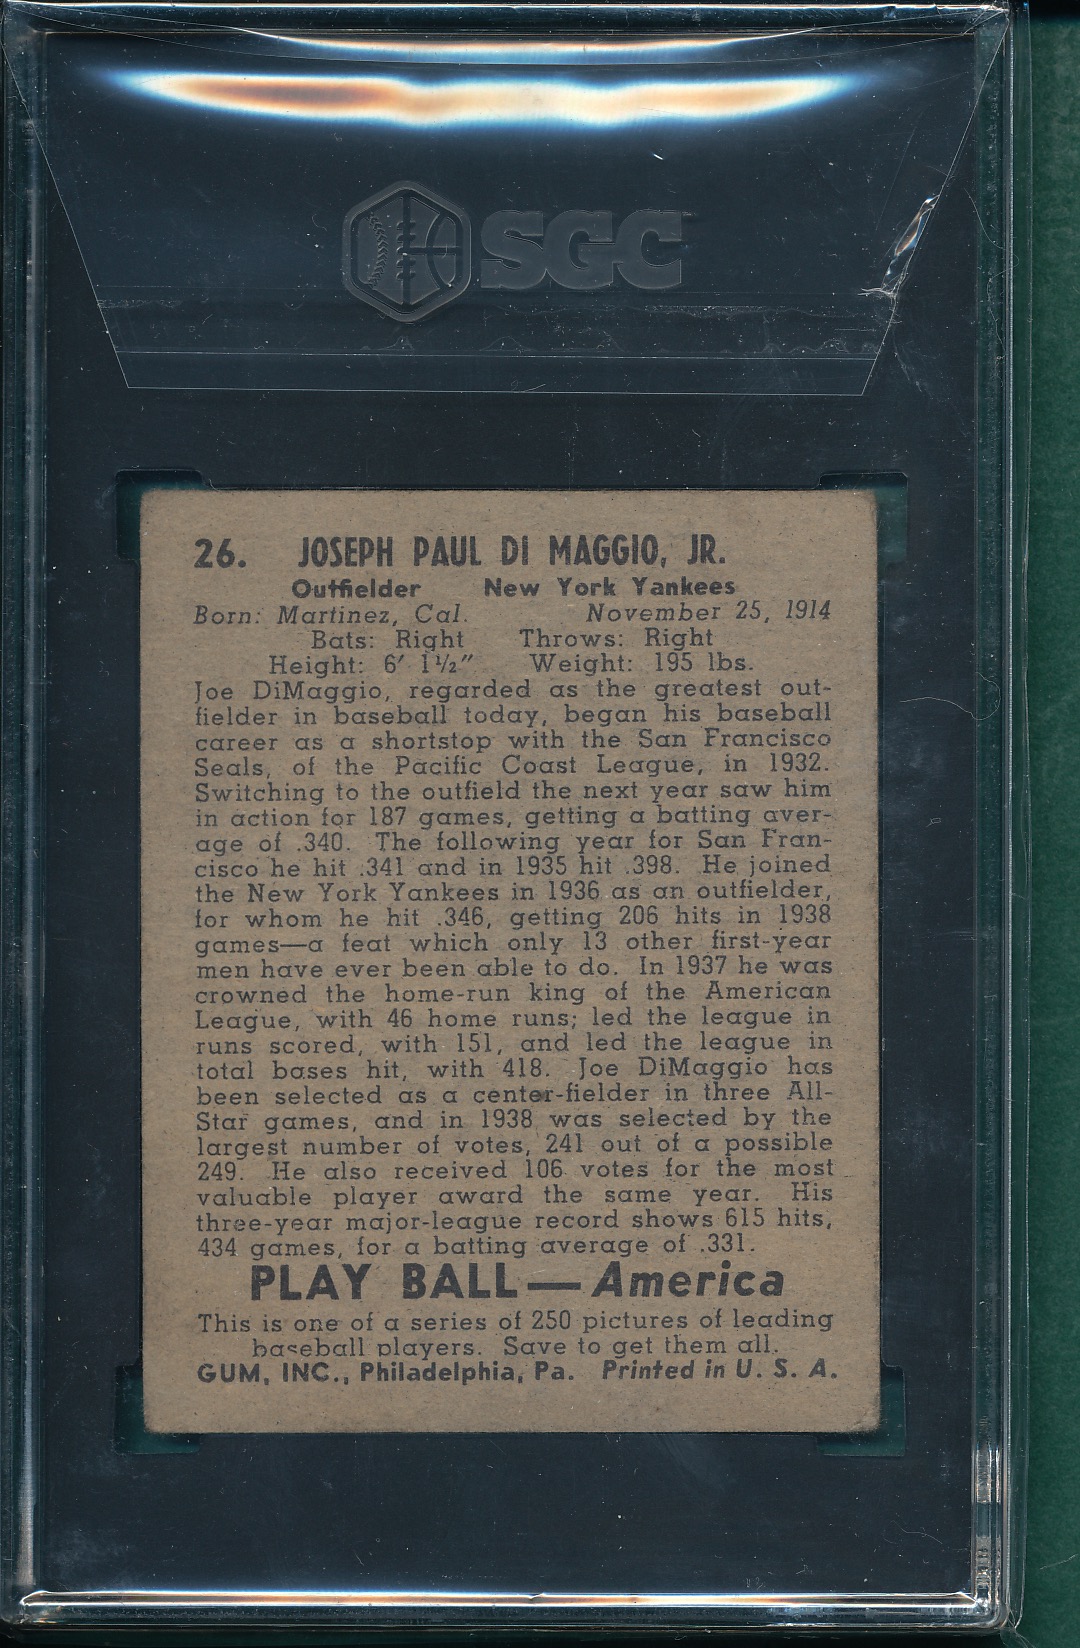 SGC
26. JOSEPH PAUL DI MAGGIO, JR.
Outfielder New York Yankees
Born: Martinez, Cal. November 25, 1914
Bats: Right Throws: Right
Height: 6′ 1½″ Weight: 195 lbs.
Joe DiMaggio, regarded as the greatest out-
fielder in baseball today, began his baseball
career as a shortstop with the San Francisco
Seals, of the Pacific Coast League, in 1932.
Switching to the outfield the next year saw him
in action for 187 games, getting a batting aver-
age of .340. The following year for San Fran-
cisco he hit .341 and in 1935 hit .398. He joined
the New York Yankees in 1936 as an outfielder,
for whom he hit .346, getting 206 hits in 1938
games—a feat which only 13 other first-year
men have ever been able to do. In 1937 he was
crowned the home-run king of the American
League, with 46 home runs; led the league in
runs scored, with 151, and led the league in
total bases hit, with 418. Joe DiMaggio has
been selected as a center-fielder in three All-
Star games, and in 1938 was selected by the
largest number of votes, 241 out of a possible
249. He also received 106 votes for the most
valuable player award the same year. His
three-year major-league record shows 615 hits,
434 games, for a batting average of .331.
PLAY BALL — America
This is one of a series of 250 pictures of leading
baseball players. Save to get them all.
GUM, INC., Philadelphia, Pa. Printed in U. S. A.